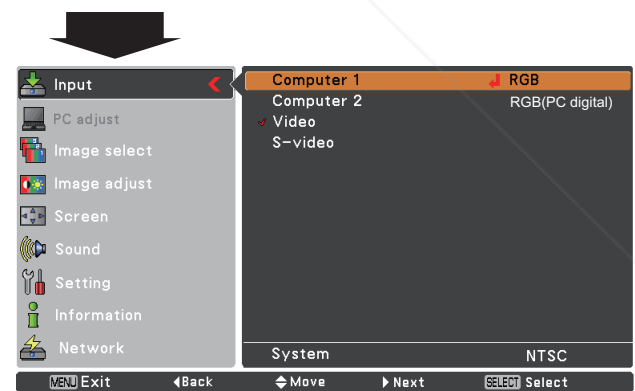 Input
PC adjust
Image select
Image adjust
Screen
Sound
Setting
Information
Network
Computer 1 RGB
Computer 2 RGB(PC digital)
Video
S-video
System NTSC
MENU Exit Back Move Next SELECT Select